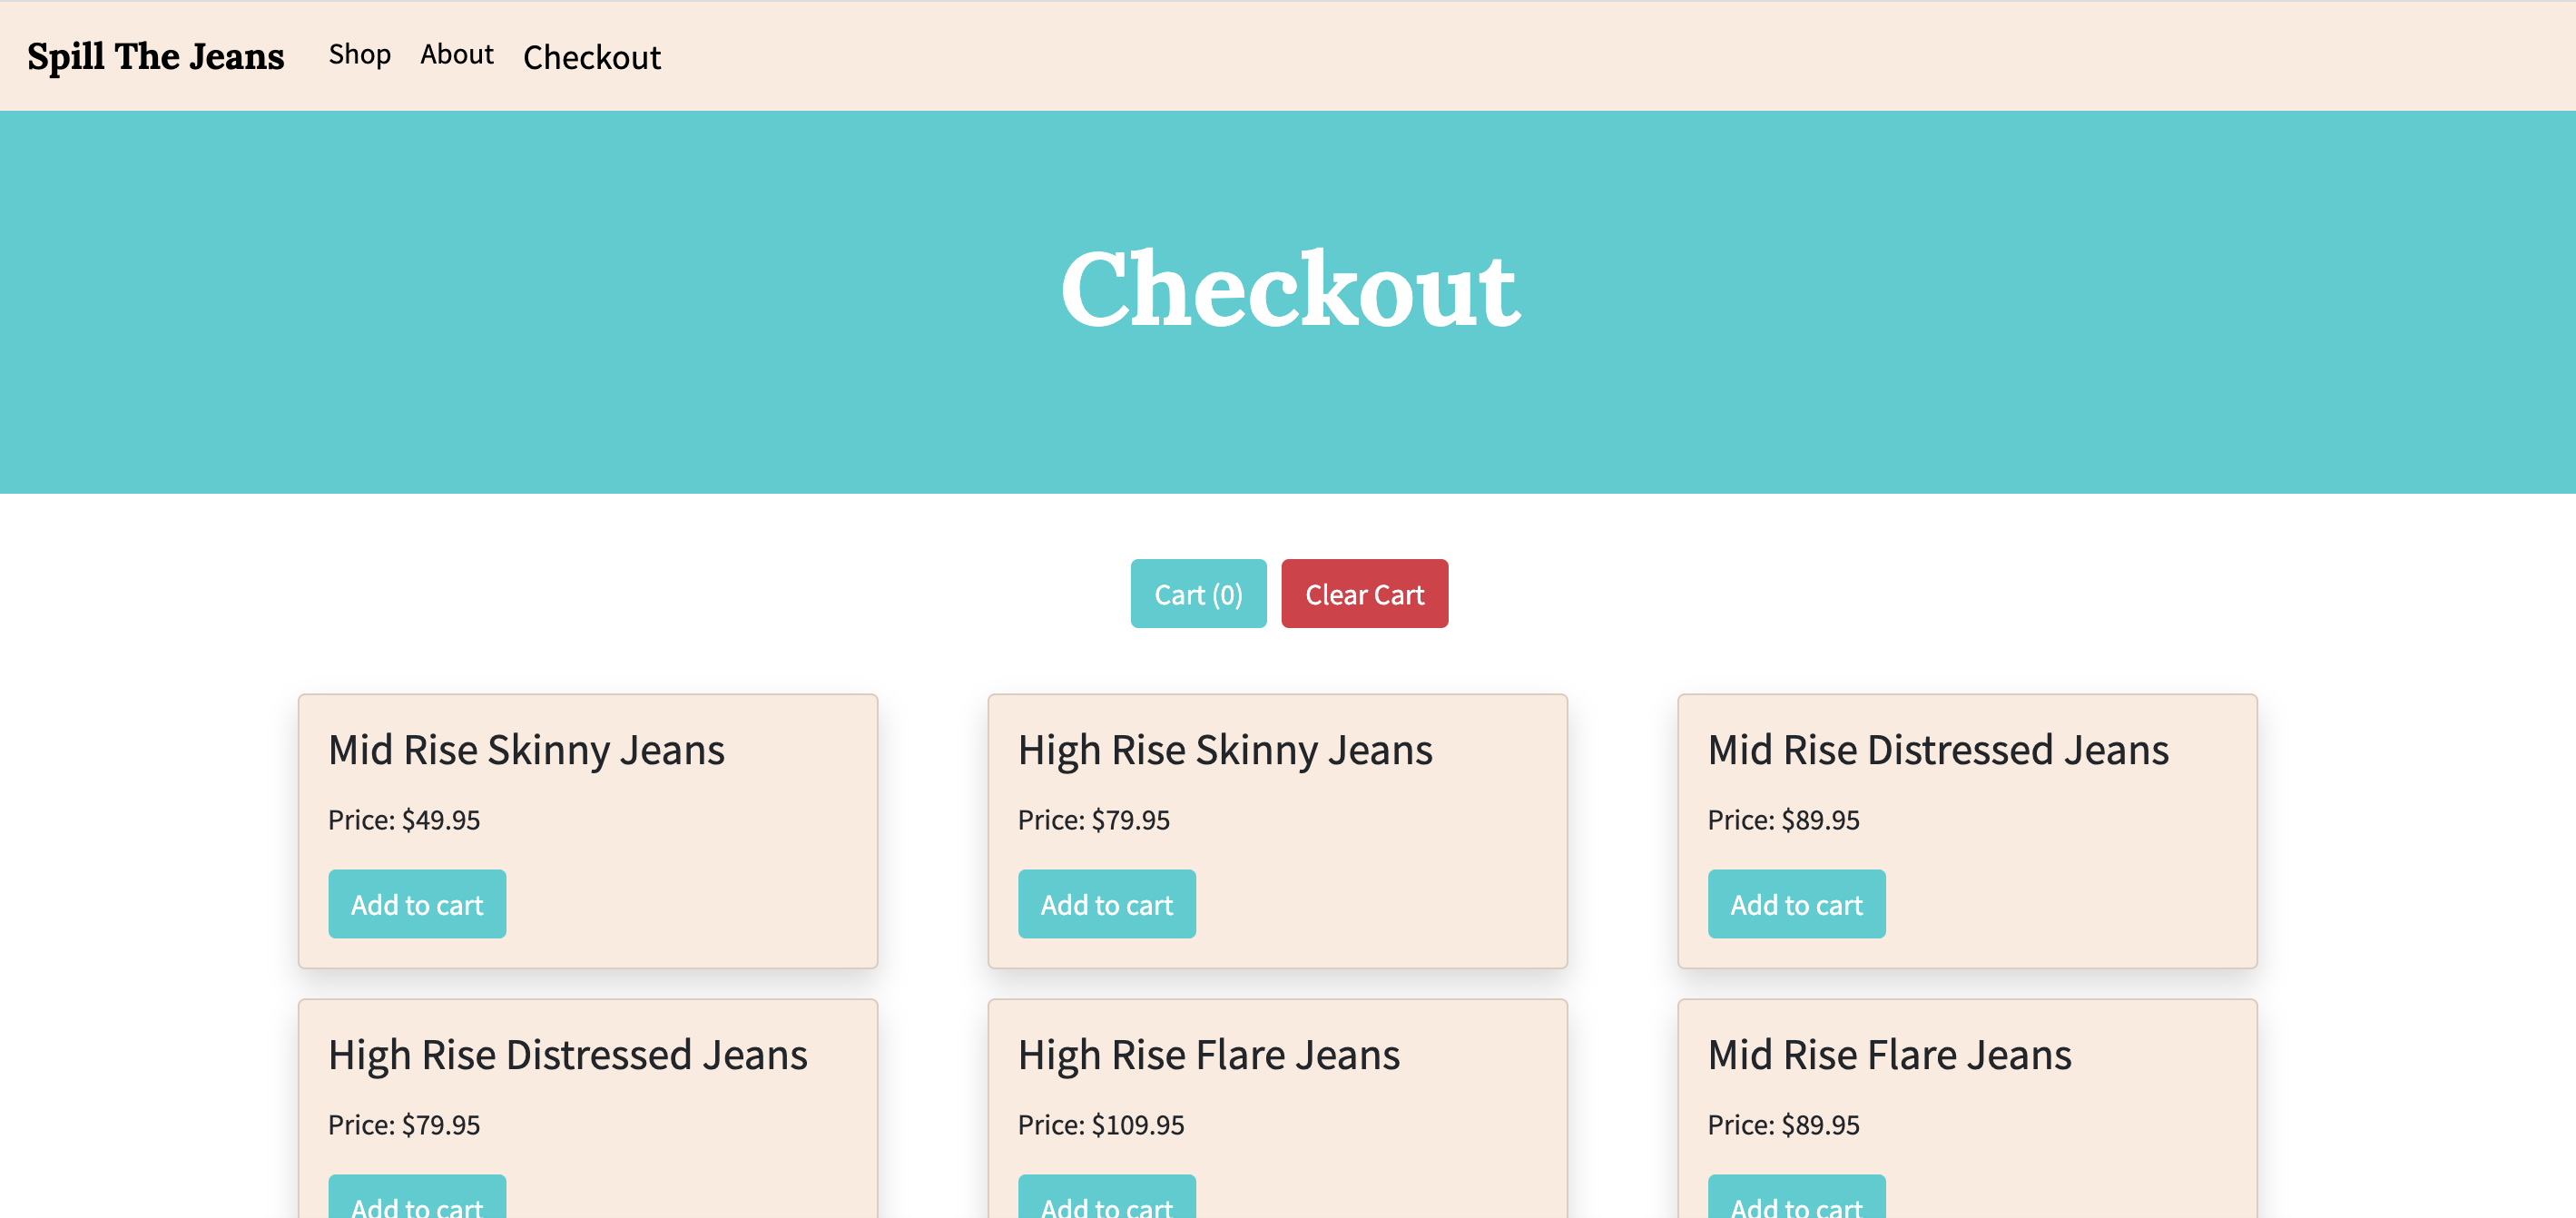 Spill The Jeans Shop About Checkout
Checkout
Cart (0) Clear Cart
Mid Rise Skinny Jeans
Price: $49.95
Add to cart
High Rise Skinny Jeans
Price: $79.95
Add to cart
Mid Rise Distressed Jeans
Price: $89.95
Add to cart
High Rise Distressed Jeans
Price: $79.95
Add to cart
High Rise Flare Jeans
Price: $109.95
Add to cart
Mid Rise Flare Jeans
Price: $89.95
Add to cart